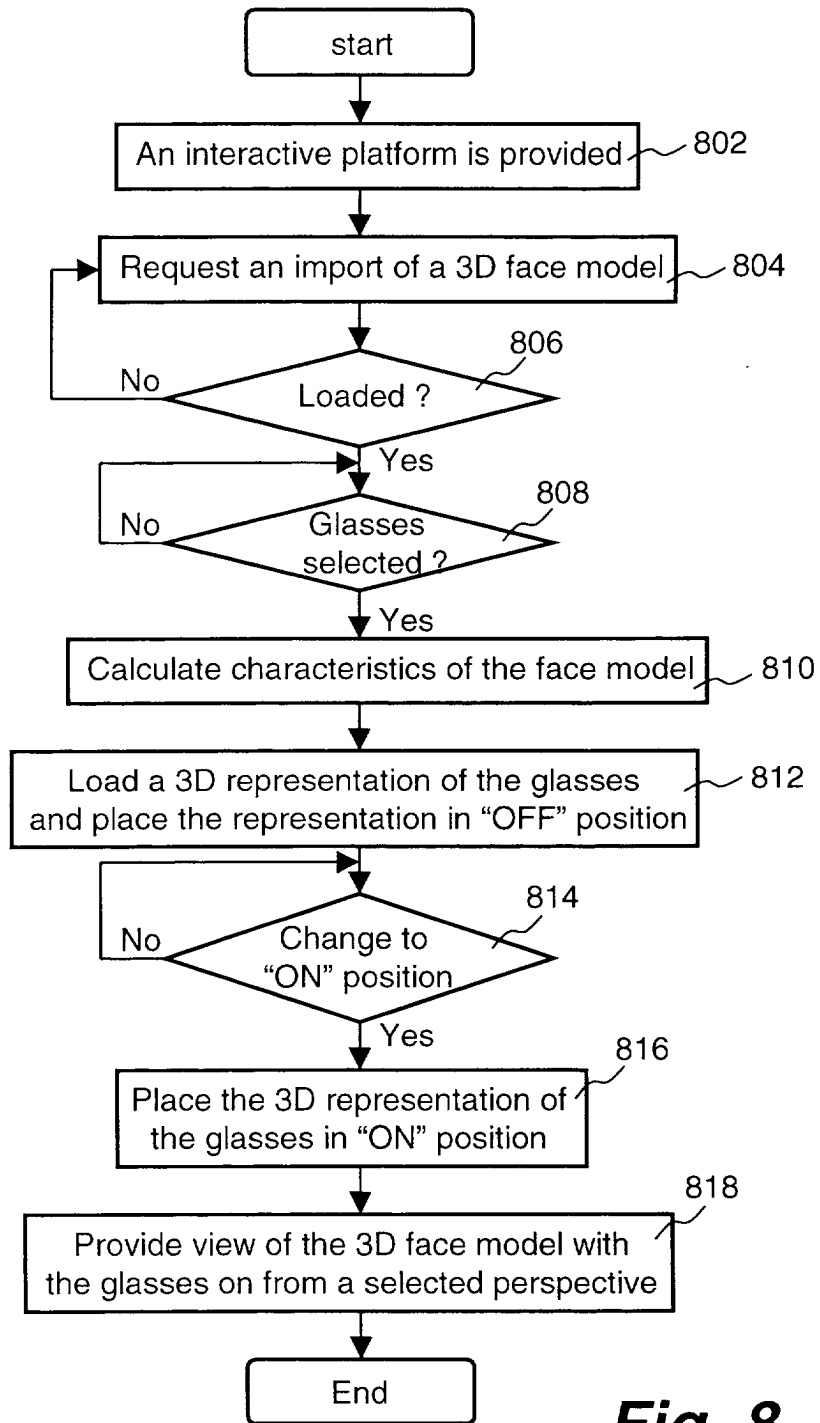 start
An interactive platform is provided
802
Request an import of a 3D face model
804
806
No
Loaded ?
Yes
808
No
Glasses
selected ?
Yes
Calculate characteristics of the face model
810
Load a 3D representation of the glasses
and place the representation in “OFF” position
812
814
No
Change to
“ON” position
Yes
816
Place the 3D representation of
the glasses in “ON” position
818
Provide view of the 3D face model with
the glasses on from a selected perspective
End
Fig. 8